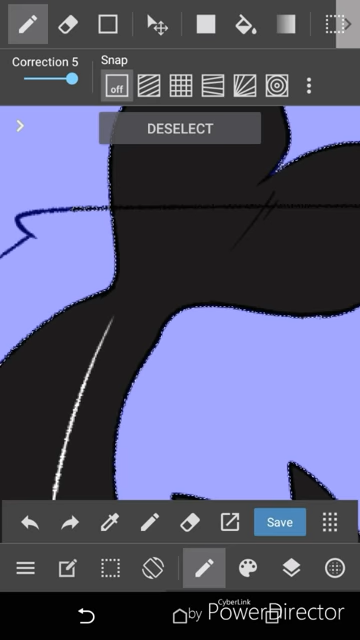 Correction 5
Snap
off
DESELECT
Save
CyberLink
by PowerDirector